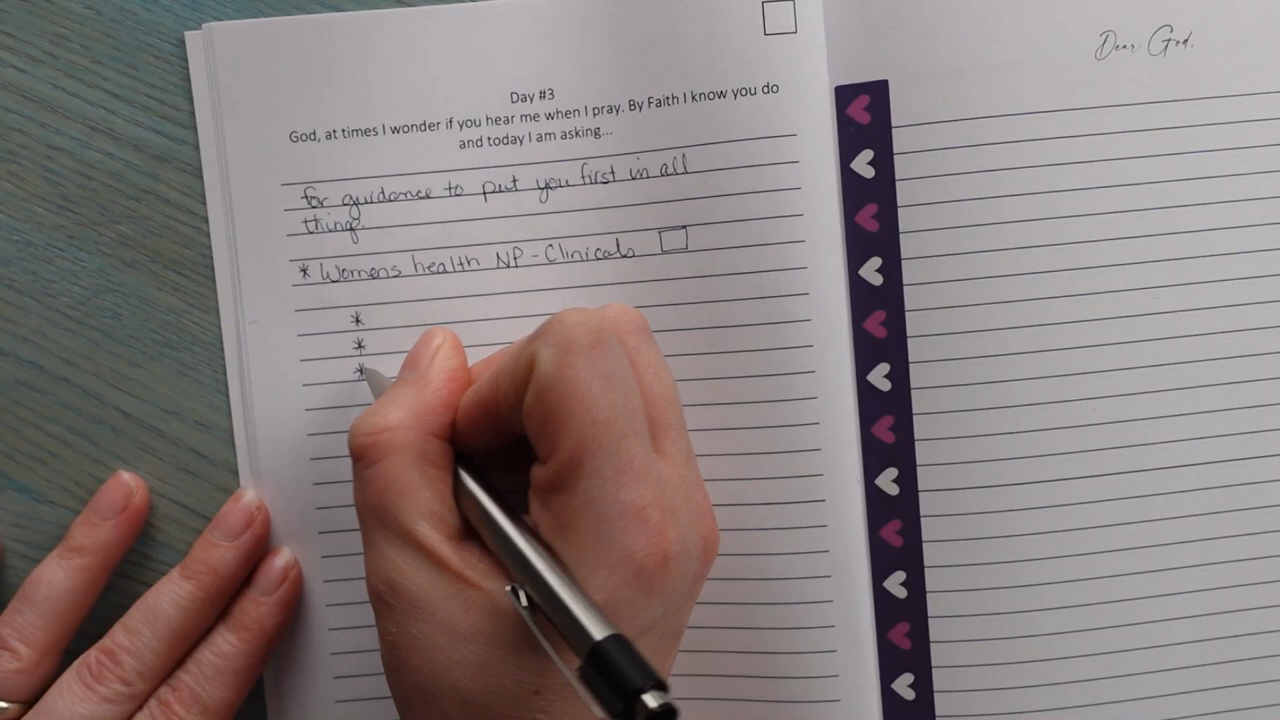 Day #3
God, at times I wonder if you hear me when I pray. By Faith I know you do
and today I am asking...
for guidance to put you first in all
things.
* Womens health NP - Clinicals
*
*
*
Dear God,